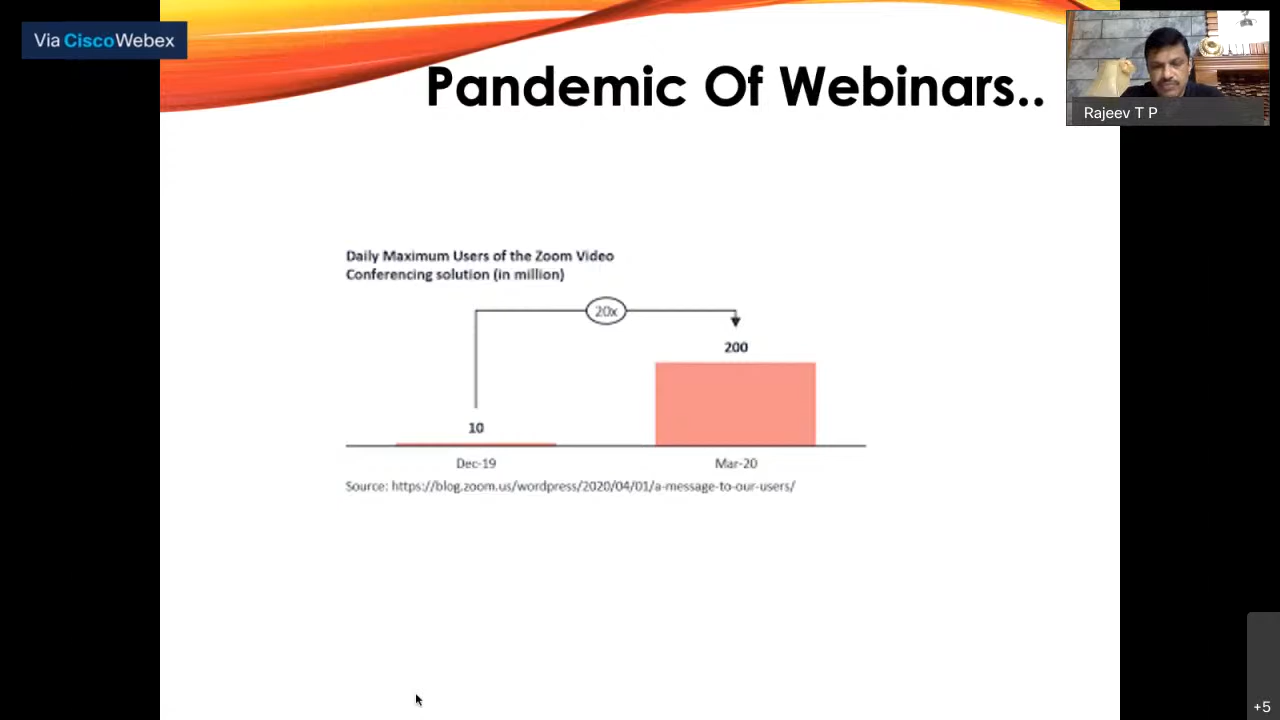 Via CiscoWebex
Pandemic Of Webinars..
Rajeev T P
Daily Maximum Users of the Zoom Video
Conferencing solution (in million)
20x
200
10
Dec-19 Mar-20
Source: https://blog.zoom.us/wordpress/2020/04/01/a-message-to-our-users/
+5